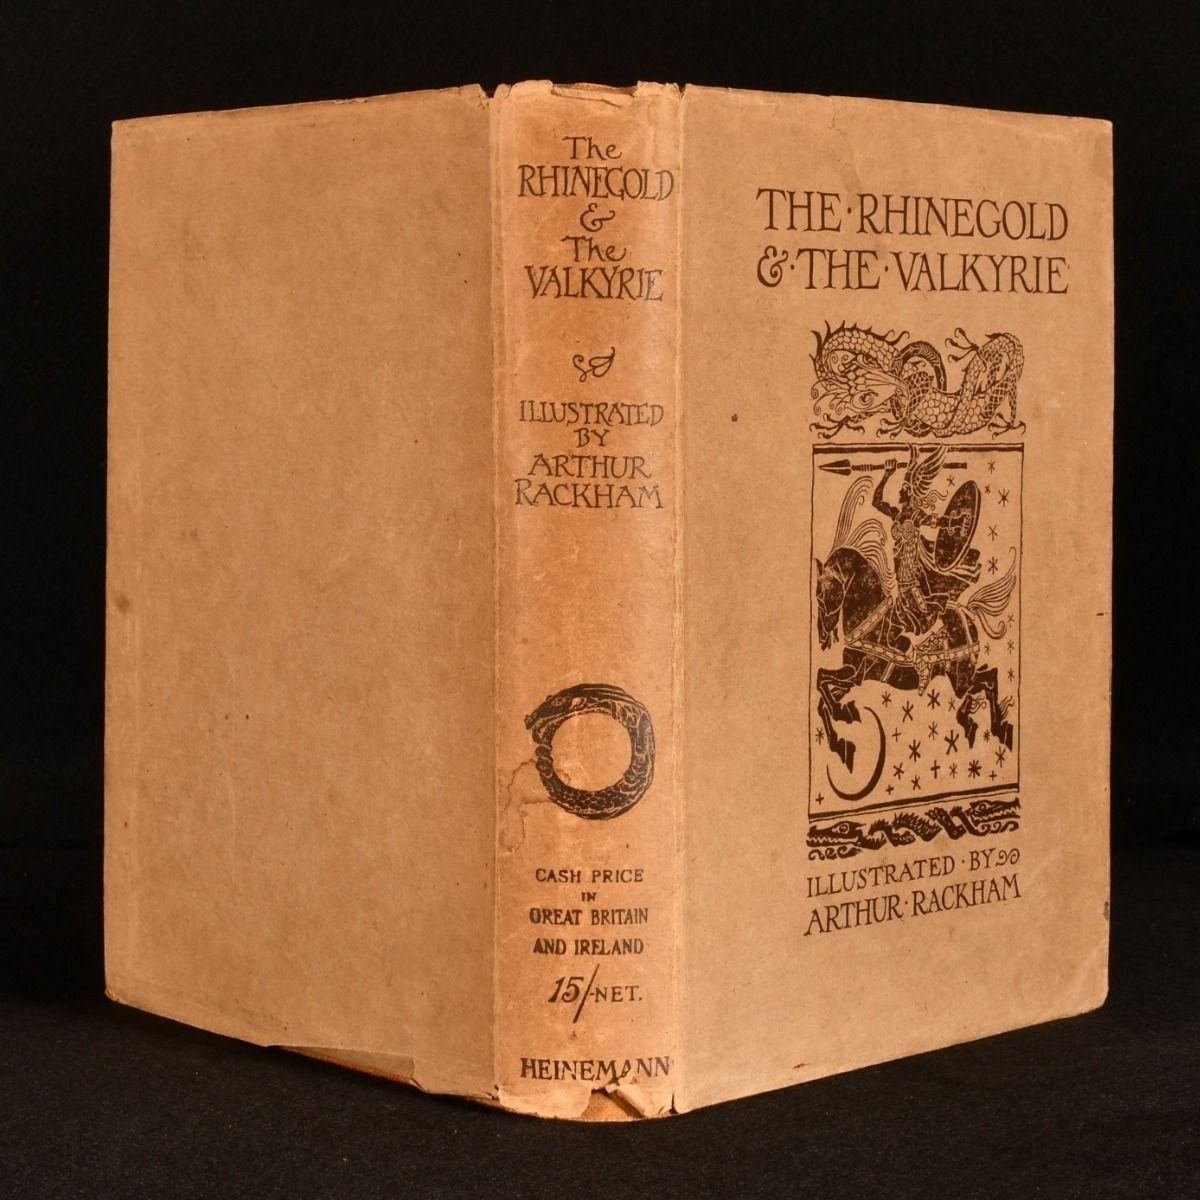 The
RHINEGOLD
&
The
VALKYRIE
ILLUSTRATED
BY
ARTHUR
RACKHAM
CASH PRICE
IN
GREAT BRITAIN
AND IRELAND
15/-NET.
HEINEMANN
THE·RHINEGOLD
&·THE·VALKYRIE
ILLUSTRATED·BY
ARTHUR·RACKHAM